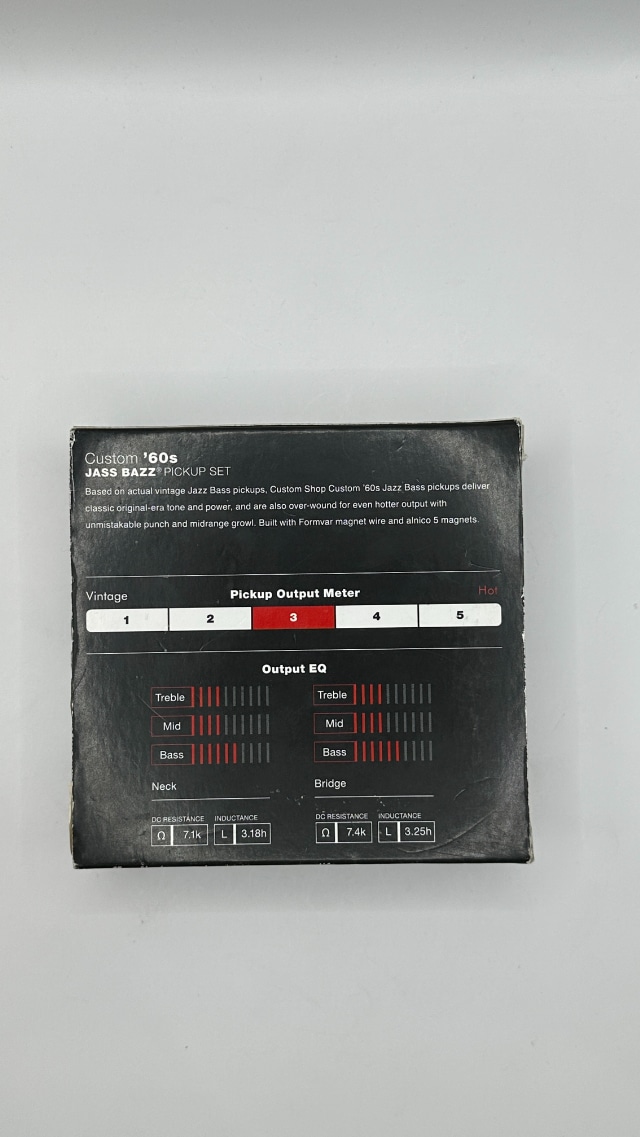 Custom '60s
JASS BAZZ® PICKUP SET
Based on actual vintage Jazz Bass pickups, Custom Shop Custom '60s Jazz Bass pickups deliver
classic original-era tone and power, and are also over-wound for even hotter output with
unmistakable punch and midrange growl. Built with Formvar magnet wire and alnico 5 magnets.
Vintage Pickup Output Meter Hot
1 2 3 4 5
Output EQ
Treble Treble
Mid Mid
Bass Bass
Neck Bridge
DC RESISTANCE INDUCTANCE DC RESISTANCE INDUCTANCE
Ω 7.1k L 3.18h Ω 7.4k L 3.25h